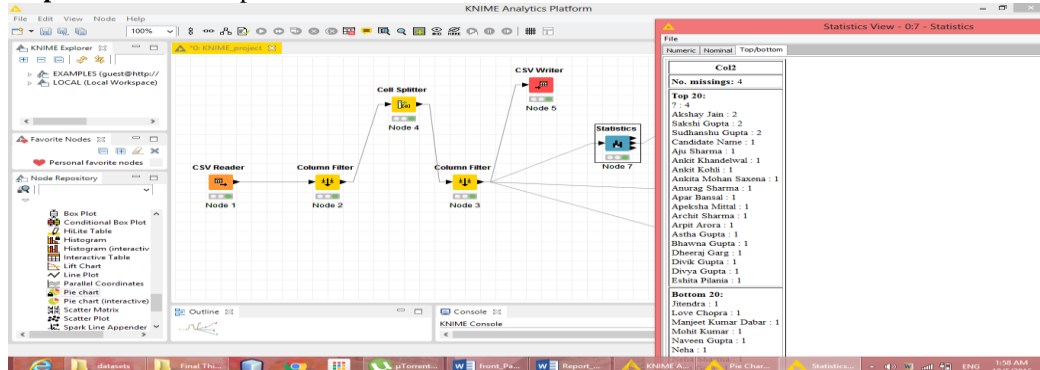 KNIME Analytics Platform
File Edit View Node Help
100%
KNIME Explorer
EXAMPLES (guest@http://
LOCAL (Local Workspace)
Favorite Nodes
Personal favorite nodes
Node Repository
Box Plot
Conditional Box Plot
HiLite Table
Histogram
Histogram (interactiv
Interactive Table
Lift Chart
Line Plot
Parallel Coordinates
Pie chart
Pie chart (interactive)
Scatter Matrix
Scatter Plot
Spark Line Appender
*0: KNIME_project
CSV Reader
Node 1
Column Filter
Node 2
Cell Splitter
Node 4
Column Filter
Node 3
CSV Writer
Node 5
Statistics
Node 7
Outline
Console
KNIME Console
Statistics View - 0:7 - Statistics
File
Numeric Nominal Top/bottom
Col2
No. missings: 4
Top 20:
? : 4
Akshay Jain : 2
Sakshi Gupta : 2
Sudhanshu Gupta : 2
Candidate Name : 1
Aju Sharma : 1
Ankit Khandelwal : 1
Ankit Kohli : 1
Ankita Mohan Saxena : 1
Anurag Sharma : 1
Apar Bansal : 1
Apeksha Mittal : 1
Archit Sharma : 1
Arpit Arora : 1
Astha Gupta : 1
Bhawna Gupta : 1
Dheeraj Garg : 1
Divik Gupta : 1
Divya Gupta : 1
Eshita Pilania : 1
Bottom 20:
Jitendra : 1
Love Chopra : 1
Manjeet Kumar Dabar : 1
Mohit Kumar : 1
Naveen Gupta : 1
Neha : 1
datasets
Final Thi...
µTorrent...
front_Pa...
Report_...
KNIME A...
Pie Char...
Statistics...
ENG
1:58 AM